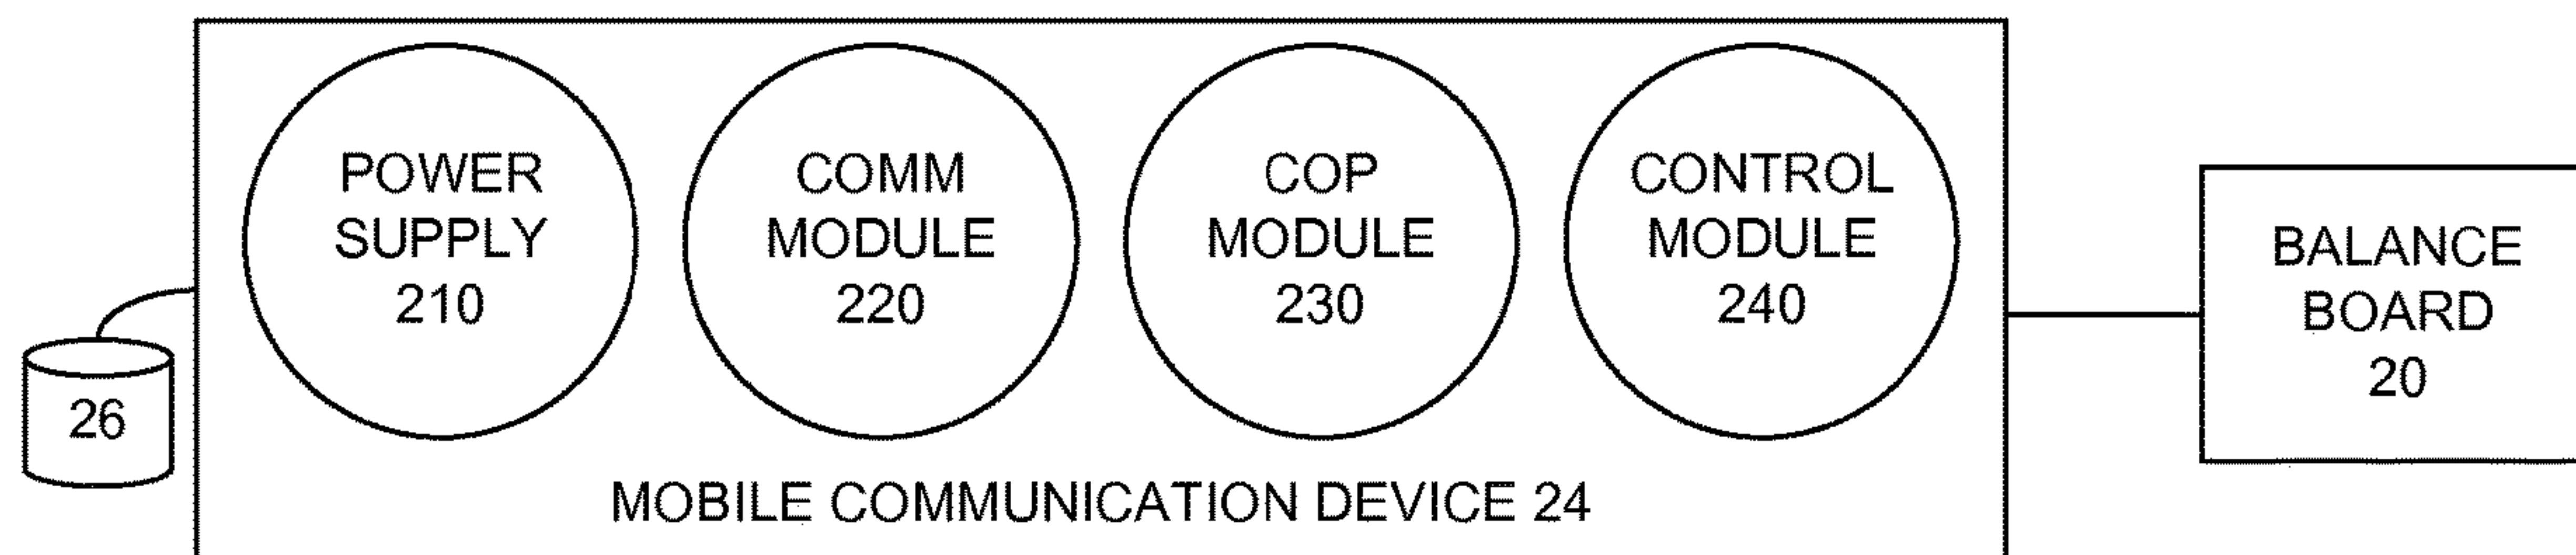 POWER
SUPPLY
210
COMM
MODULE
220
COP
MODULE
230
CONTROL
MODULE
240
BALANCE
BOARD
20
26
MOBILE COMMUNICATION DEVICE 24